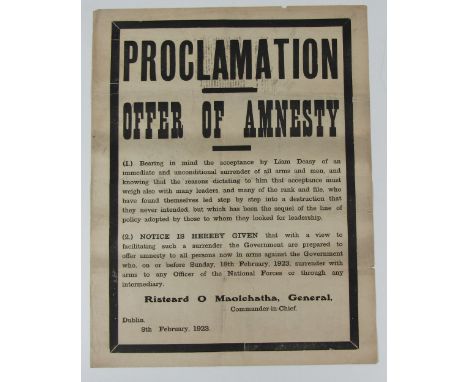 PROCLAMATION
OFFER OF AMNESTY
(1.) Bearing in mind the acceptance by Liam Deasy of an
immediate and unconditional surrender of all arms and men, and
knowing that the reasons dictating to him that acceptance must
weigh also with many leaders, and many of the rank and file, who
have found themselves led step by step into a destruction that
they never intended, but which has been the sequel of the line of
policy adopted by those to whom they looked for leadership.
(2.) NOTICE IS HEREBY GIVEN that with a view to
facilitating such a surrender the Government are prepared to
offer amnesty to all persons now in arms against the Government
who, on or before Sunday, 18th February, 1923, surrender with
arms to any Officer of the National Forces or through any
intermediary.
Risteard O Maolchatha, General,
Commander-in-Chief.
Dublin.
9th February, 1923.